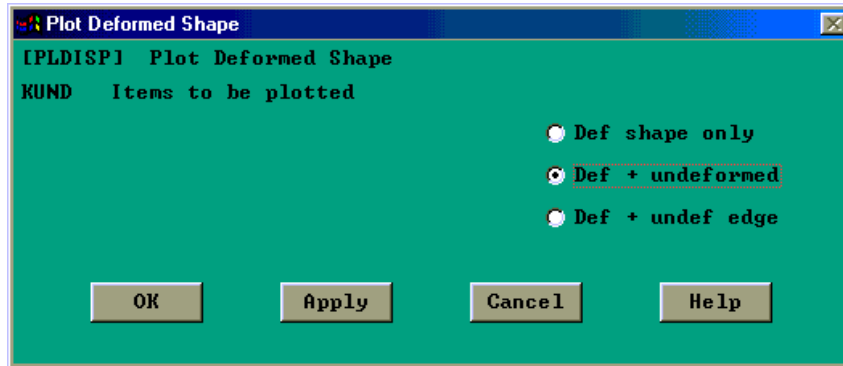 Plot Deformed Shape
[PLDISP] Plot Deformed Shape
KUND Items to be plotted
Def shape only
Def + undeformed
Def + undef edge
OK Apply Cancel Help